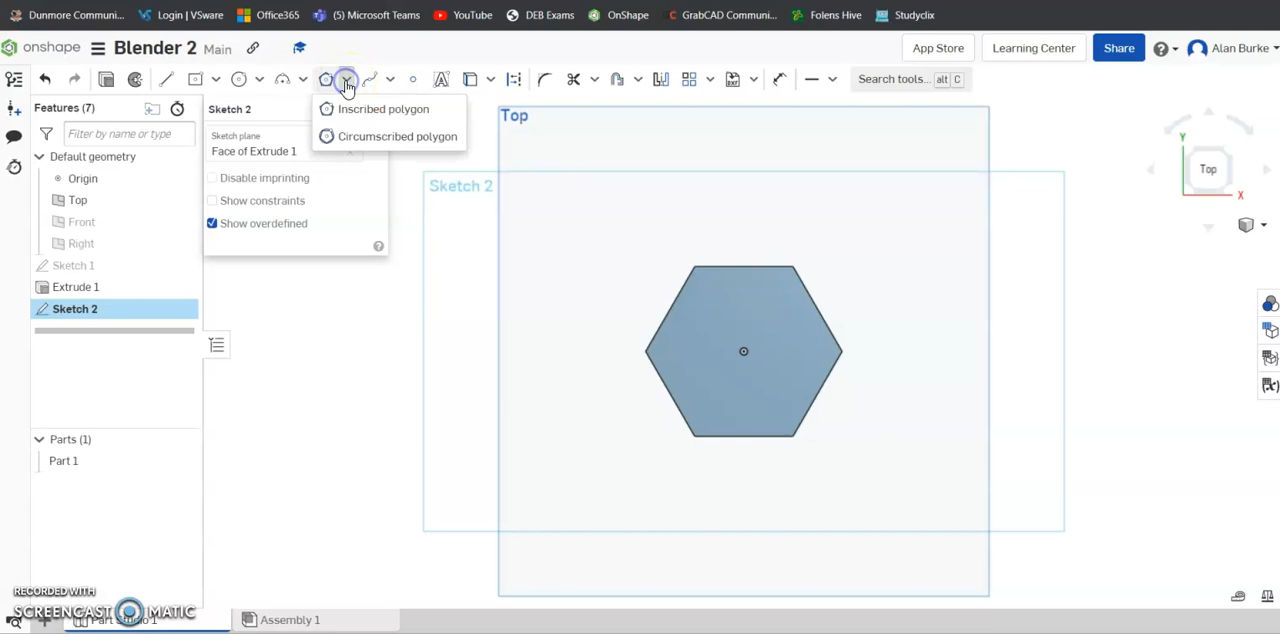 Dunmore Communi...
Login | VSware
Office365
(5) Microsoft Teams
YouTube
DEB Exams
OnShape
GrabCAD Communi...
Folens Hive
Studyclix
onshape
Blender 2
Main
App Store
Learning Center
Share
Alan Burke
Search tools...
alt
C
Features (7)
Sketch 2
Inscribed polygon
Circumscribed polygon
Top
Filter by name or type
Sketch plane
Face of Extrude 1
Default geometry
Origin
Top
Front
Right
Sketch 1
Extrude 1
Sketch 2
Disable imprinting
Show constraints
Show overdefined
Sketch 2
Y
Top
X
Parts (1)
Part 1
RECORDED WITH
SCREENCAST MATIC
Assembly 1